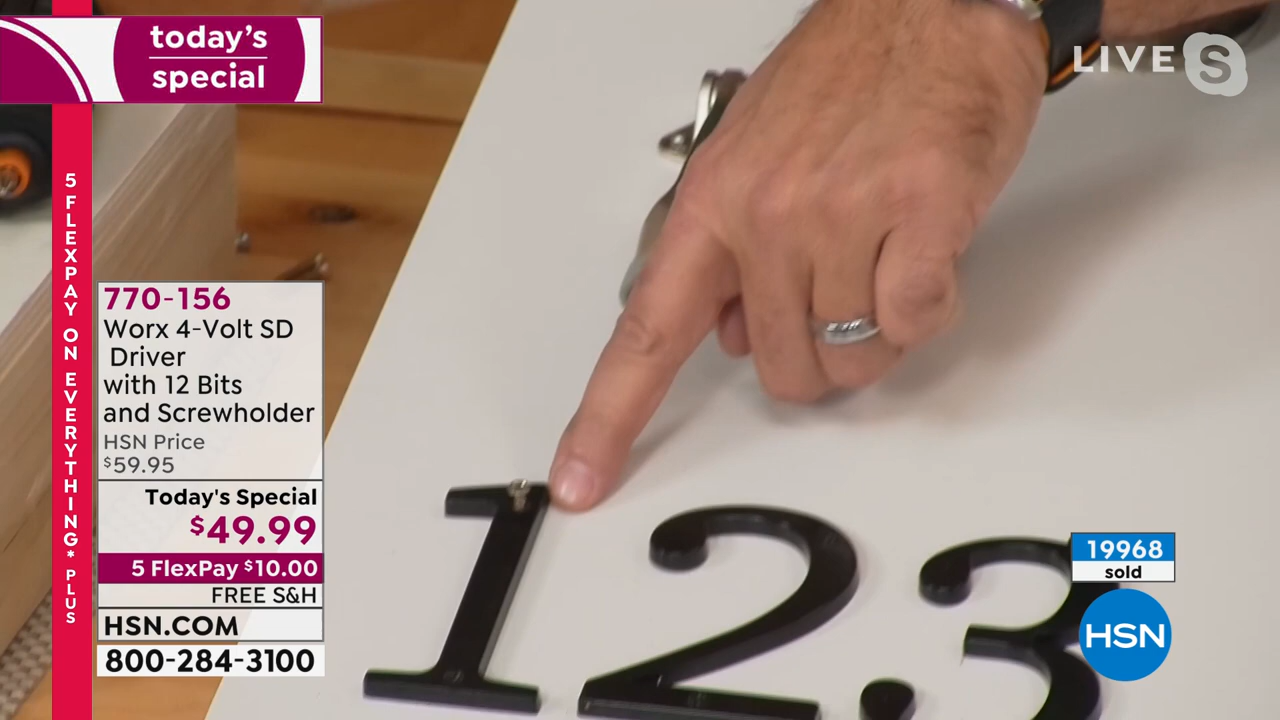 today's
special
LIVE S
5 FLEXPAY ON EVERYTHING* PLUS
770-156
Worx 4-Volt SD
Driver
with 12 Bits
and Screwholder
HSN Price
$59.95
Today's Special
$49.99
5 FlexPay $10.00
FREE S&H
HSN.COM
800-284-3100
123
19968
sold
HSN